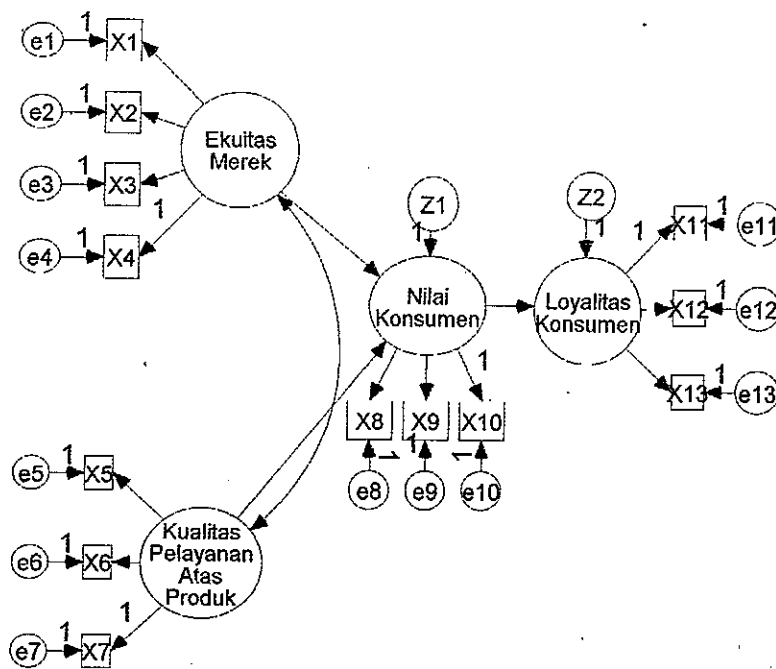 e1 1 X1
e2 1 X2
e3 1 X3
e4 1 X4
1
Ekuitas
Merek
Z1
1
Z2
1
Nilai
Konsumen
Loyalitas
Konsumen
1
X11 1 e11
X12 1 e12
X13 1 e13
1
X8 X9 X10
1 1 1
e8 e9 e10
e5 1 X5
e6 1 X6
e7 1 X7
1
Kualitas
Pelayanan
Atas
Produk